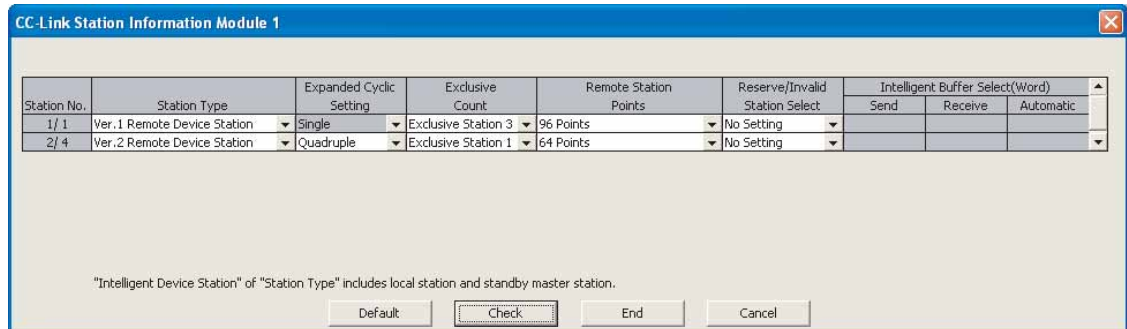 CC-Link Station Information Module 1
Expanded Cyclic Exclusive Remote Station Reserve/Invalid Intelligent Buffer Select(Word)
Station No. Station Type Setting Count Points Station Select Send Receive Automatic
1/ 1 Ver.1 Remote Device Station Single Exclusive Station 3 96 Points No Setting
2/ 4 Ver.2 Remote Device Station Quadruple Exclusive Station 1 64 Points No Setting
"Intelligent Device Station" of "Station Type" includes local station and standby master station.
Default Check End Cancel